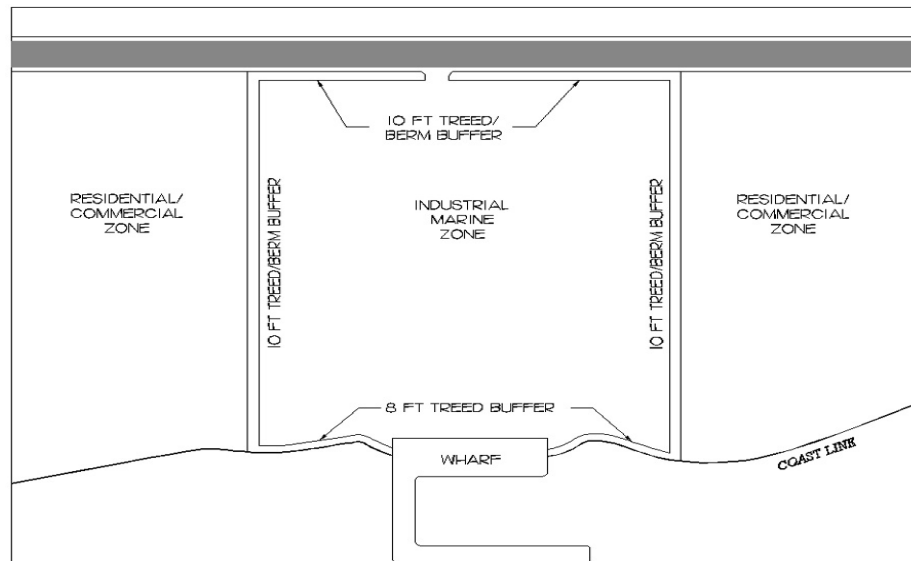 10 FT TREED/
BERM BUFFER
RESIDENTIAL/
COMMERCIAL
ZONE
10 FT TREED/BERM BUFFER
INDUSTRIAL
MARINE
ZONE
10 FT TREED/BERM BUFFER
RESIDENTIAL/
COMMERCIAL
ZONE
8 FT TREED BUFFER
WHARF
COAST LINE